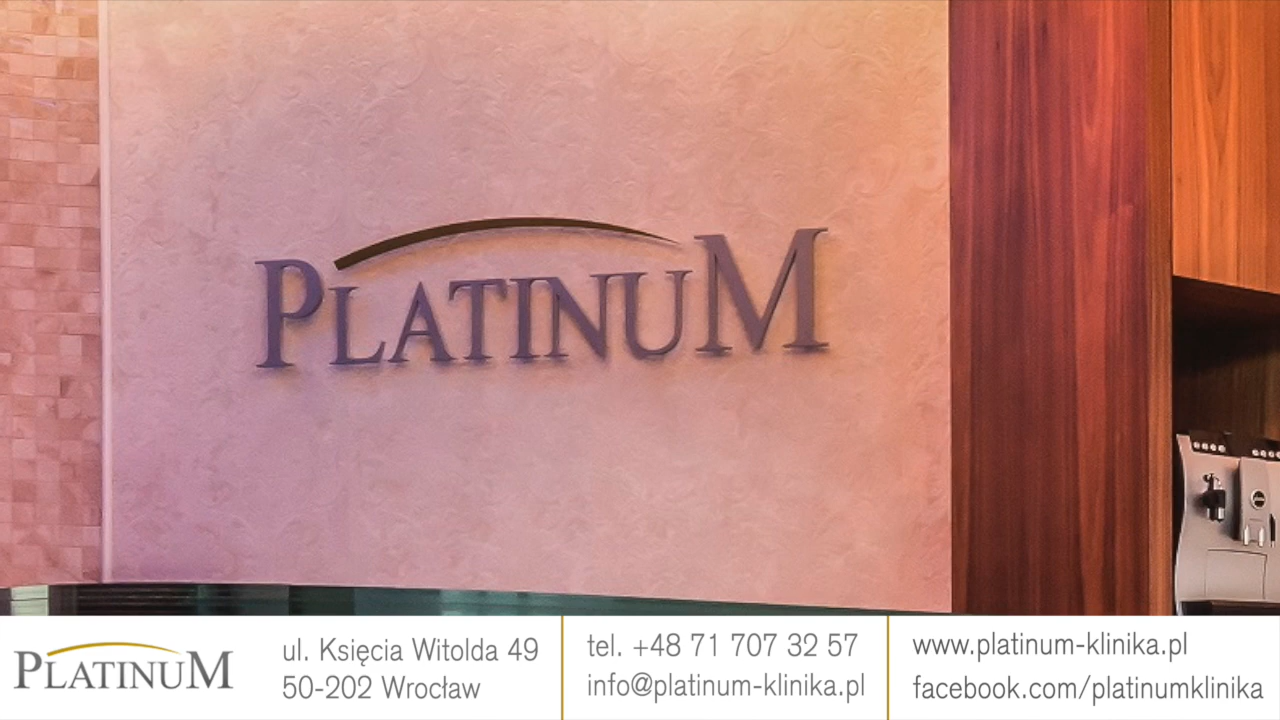 PLATINUM
PLATINUM
ul. Księcia Witolda 49
50-202 Wrocław
tel. +48 71 707 32 57
info@platinum-klinika.pl
www.platinum-klinika.pl
facebook.com/platinumklinika